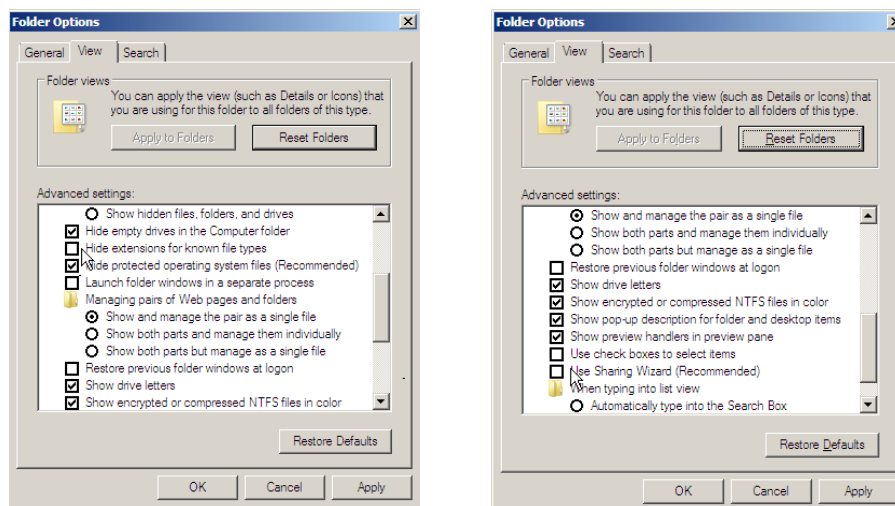 Folder Options
General View Search
Folder views
You can apply the view (such as Details or Icons) that
you are using for this folder to all folders of this type.
Apply to Folders Reset Folders
Advanced settings:
Show hidden files, folders, and drives
Hide empty drives in the Computer folder
Hide extensions for known file types
Hide protected operating system files (Recommended)
Launch folder windows in a separate process
Managing pairs of Web pages and folders
Show and manage the pair as a single file
Show both parts and manage them individually
Show both parts but manage as a single file
Restore previous folder windows at logon
Show drive letters
Show encrypted or compressed NTFS files in color
Restore Defaults
OK Cancel Apply
Folder Options
General View Search
Folder views
You can apply the view (such as Details or Icons) that
you are using for this folder to all folders of this type.
Apply to Folders Reset Folders
Advanced settings:
Show and manage the pair as a single file
Show both parts and manage them individually
Show both parts but manage as a single file
Restore previous folder windows at logon
Show drive letters
Show encrypted or compressed NTFS files in color
Show pop-up description for folder and desktop items
Show preview handlers in preview pane
Use check boxes to select items
Use Sharing Wizard (Recommended)
When typing into list view
Automatically type into the Search Box
Restore Defaults
OK Cancel Apply